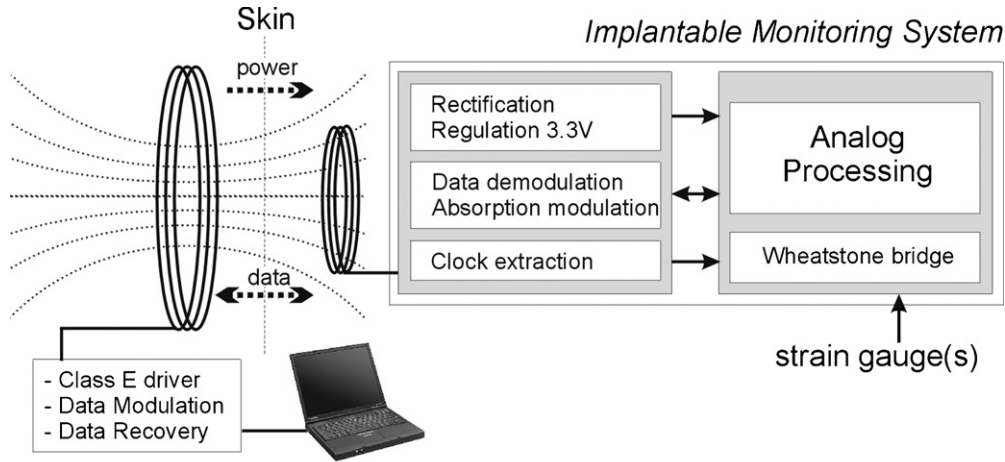 Skin
Implantable Monitoring System
power
Rectification
Regulation 3.3V
Analog
Processing
Data demodulation
Absorption modulation
Clock extraction
Wheatstone bridge
data
strain gauge(s)
- Class E driver
- Data Modulation
- Data Recovery